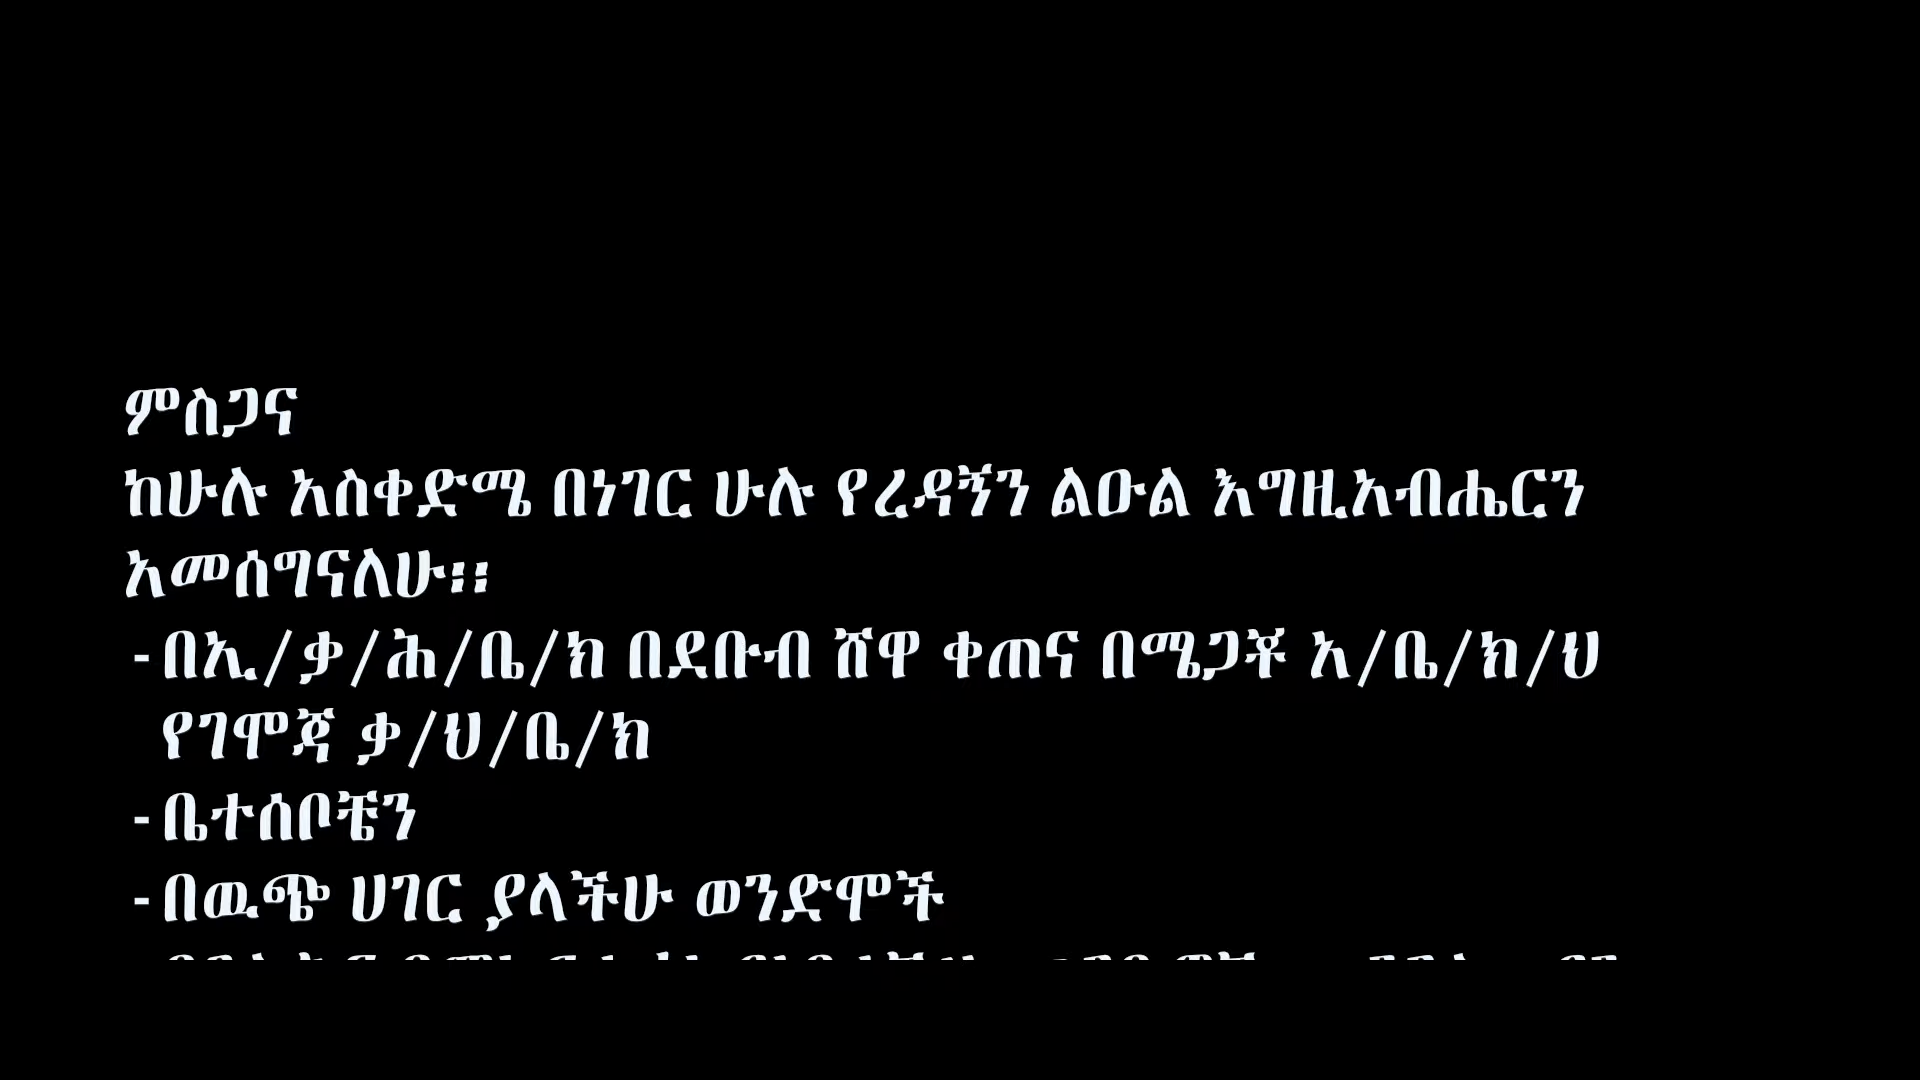 ምስጋና
ከሁሉ አስቀድሜ በነገር ሁሉ የረዳኝን ልዑል እግዚአብሔርን
አመሰግናለሁ፡፡
-በኢ/ቃ/ሕ/ቤ/ክ በደቡብ ሸዋ ቀጠና በሜጋቾ አ/ቤ/ክ/ህ
የገሞጃ ቃ/ህ/ቤ/ክ
-ቤተሰቦቼን
-በዉጭ ሀገር ያላችሁ ወንድሞች